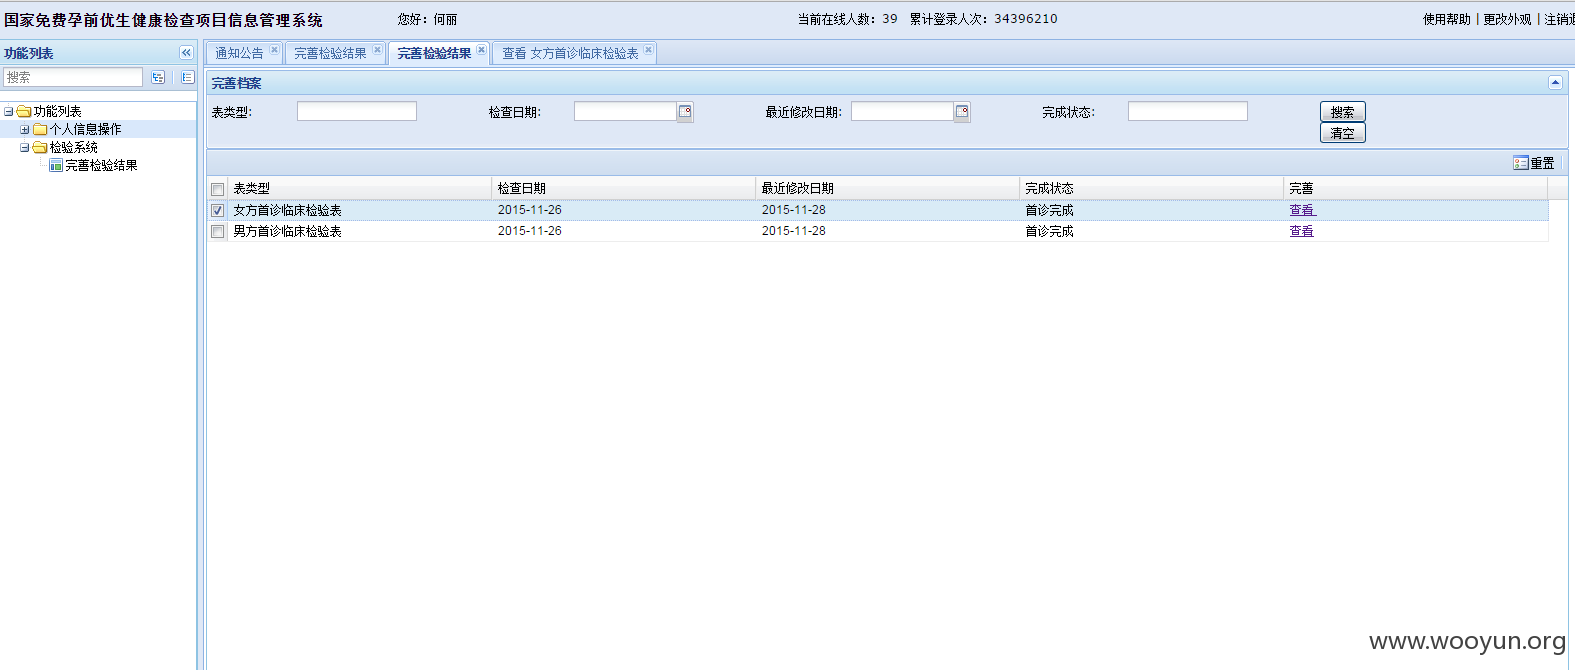 国家免费孕前优生健康检查项目信息管理系统 您好：何丽 当前在线人数：39 累计登录人次：34396210 使用帮助 | 更改外观 | 注销
功能列表
搜索
功能列表
个人信息操作
检验系统
完善检验结果
通知公告 完善检验结果 完善检验结果 查看 女方首诊临床检验表
完善档案
表类型: 检查日期: 最近修改日期: 完成状态: 搜索
清空
重置
表类型 检查日期 最近修改日期 完成状态 完善
女方首诊临床检验表 2015-11-26 2015-11-28 首诊完成 查看
男方首诊临床检验表 2015-11-26 2015-11-28 首诊完成 查看
www.wooyun.org